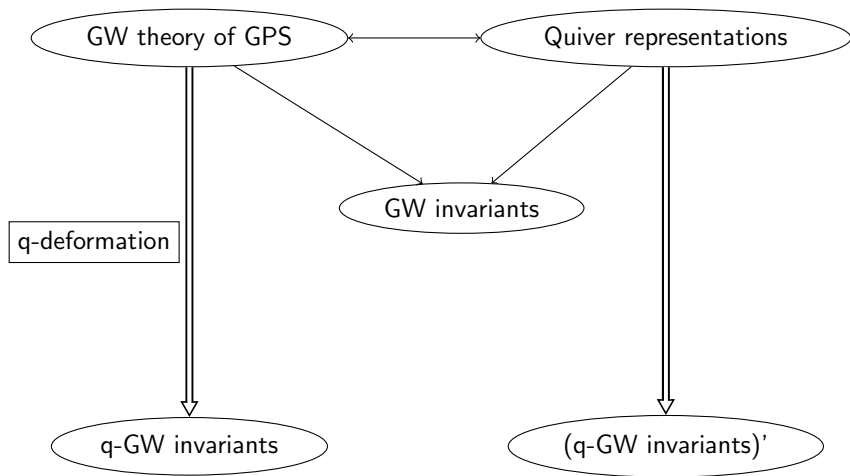 GW theory of GPS
Quiver representations
GW invariants
q-deformation
q-GW invariants
(q-GW invariants)'